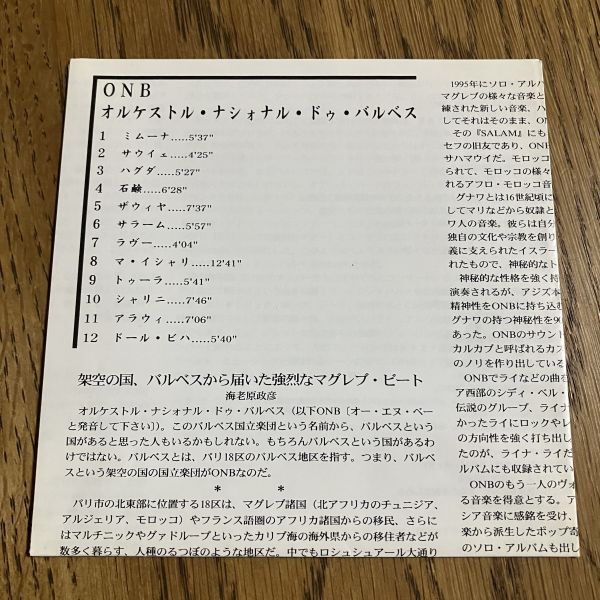 ONB
オルケストル・ナショナル・ドゥ・バルベス
1 ミムーナ.....5'37"
2 サウイェ.....4'25"
3 ハグダ.....5'27"
4 石鹸.....6'28"
5 ザウィヤ.....7'37"
6 サラーム.....5'57"
7 ラヴー.....4'04"
8 マ・イシャリ.....12'41"
9 トゥーラ.....5'41"
10 シャリニ.....7'46"
11 アラウィ.....7'06"
12 ドール・ビハ.....5'40"
架空の国、バルベスから届いた強烈なマグレブ・ビート
海老原政彦
オルケストル・ナショナル・ドゥ・バルベス（以下ONB〔オー・エヌ・ベー
と発音して下さい〕）。このバルベス国立楽団という名前から、バルベスという
国があると思った人もいるかもしれない。もちろんバルベスという国があるわ
けではない。バルベスとは、パリ18区のバルベス地区を指す。つまり、バルベ
スという架空の国の国立楽団がONBなのだ。
* *
パリ市の北東部に位置する18区は、マグレブ諸国（北アフリカのチュニジア、
アルジェリア、モロッコ）やフランス語圏のアフリカ諸国からの移民、さらに
はマルチニックやグァドループといったカリブ海の海外県からの移住者などが
数多く暮らす、人種のるつぼのような地区だ。中でもロシュシュアール大通り
1995年にソロ・アルバ
マグレブの様々な音楽と
練された新しい音楽、ハ
してそれはそのまま、ON
その『SALAM』にも
セフの旧友であり、ONB
サハマウイだ。モロッコ
られて、モロッコの様々
れるアフロ・モロッコ音
グナワとは16世紀頃に
してマリなどから奴隷と
ワ人の音楽。彼らは自分
独自の文化や宗教を創り
義に支えられたイスラー
れたもので、神秘的なト
神秘的な性格を強く持
演奏されるが、アジズ本
精神性をONBに持ち込む
グナワの持つ神秘性を90
あった。ONBのサウンド
カルカブと呼ばれるカス
のノリを作り出している
ONBでライなどの曲を
ア西部のシディ・ベル・
伝説のグループ、ライナ
かったライにロックやレ
の方向性を強く打ち出し
たのが、ライナ・ライだ
ルバムにも収録されてい
ONBのもう一人のヴォ
る音楽を得意とする。ア
シア音楽に感銘を受け、
楽から派生したポップ寄
のソロ・アルバムも出し